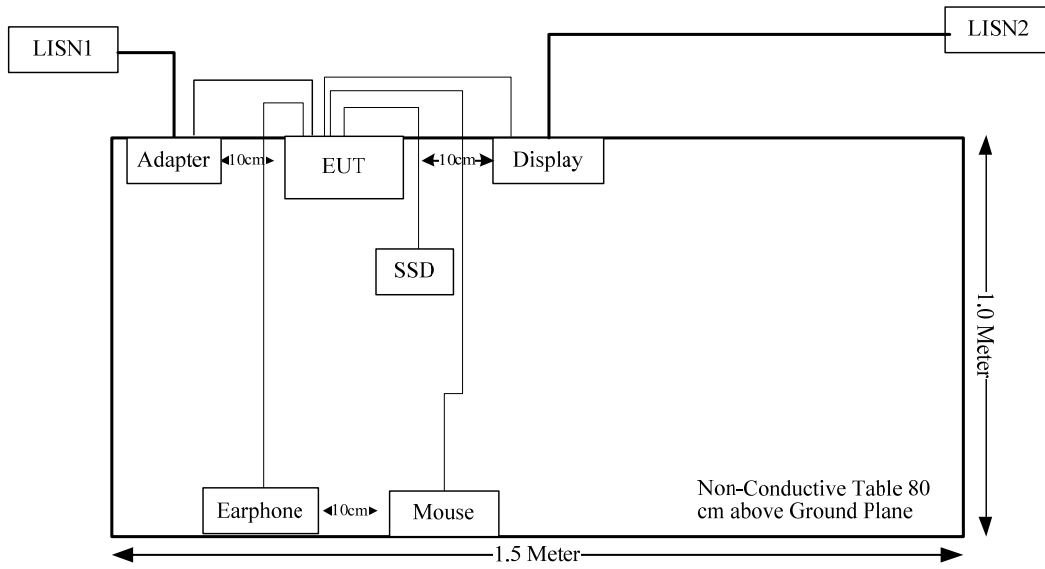 LISN1
LISN2
Adapter
10cm
EUT
10cm
Display
SSD
1.0 Meter
Earphone
10cm
Mouse
Non-Conductive Table 80
cm above Ground Plane
1.5 Meter